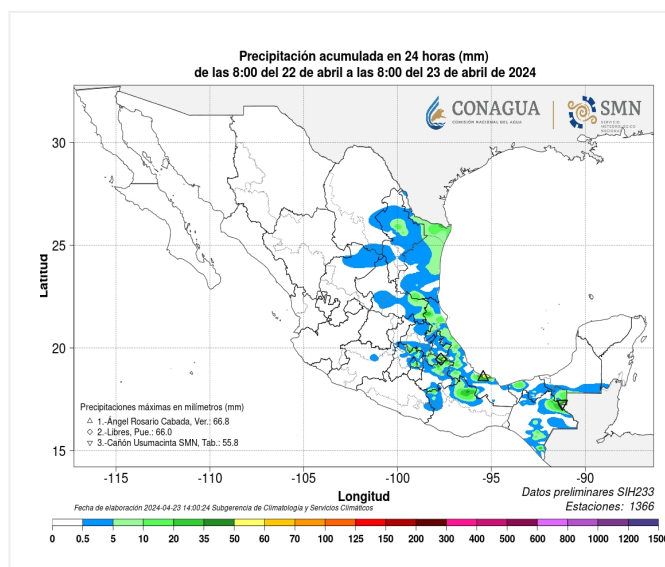 Precipitación acumulada en 24 horas (mm)
de las 8:00 del 22 de abril a las 8:00 del 23 de abril de 2024
CONAGUA
COMISIÓN NACIONAL DEL AGUA
SMN
SERVICIO
METEOROLÓGICO
NACIONAL
30
25
20
15
Latitud
Precipitaciones máximas en milímetros (mm)
△ 1.-Ángel Rosario Cabada, Ver.: 66.8
◇ 2.-Libres, Pue.: 66.0
▽ 3.-Cañón Usumacinta SMN, Tab.: 55.8
-115 -110 -105 -100 -95 -90 -85
Longitud
Datos preliminares SIH233
Estaciones: 1366
Fecha de elaboración 2024-04-23 14:00:24 Subgerencia de Climatología y Servicios Climáticos
0 0.5 5 10 20 35 50 60 70 100 125 150 200 300 400 500 600 800 1000 1200 1500